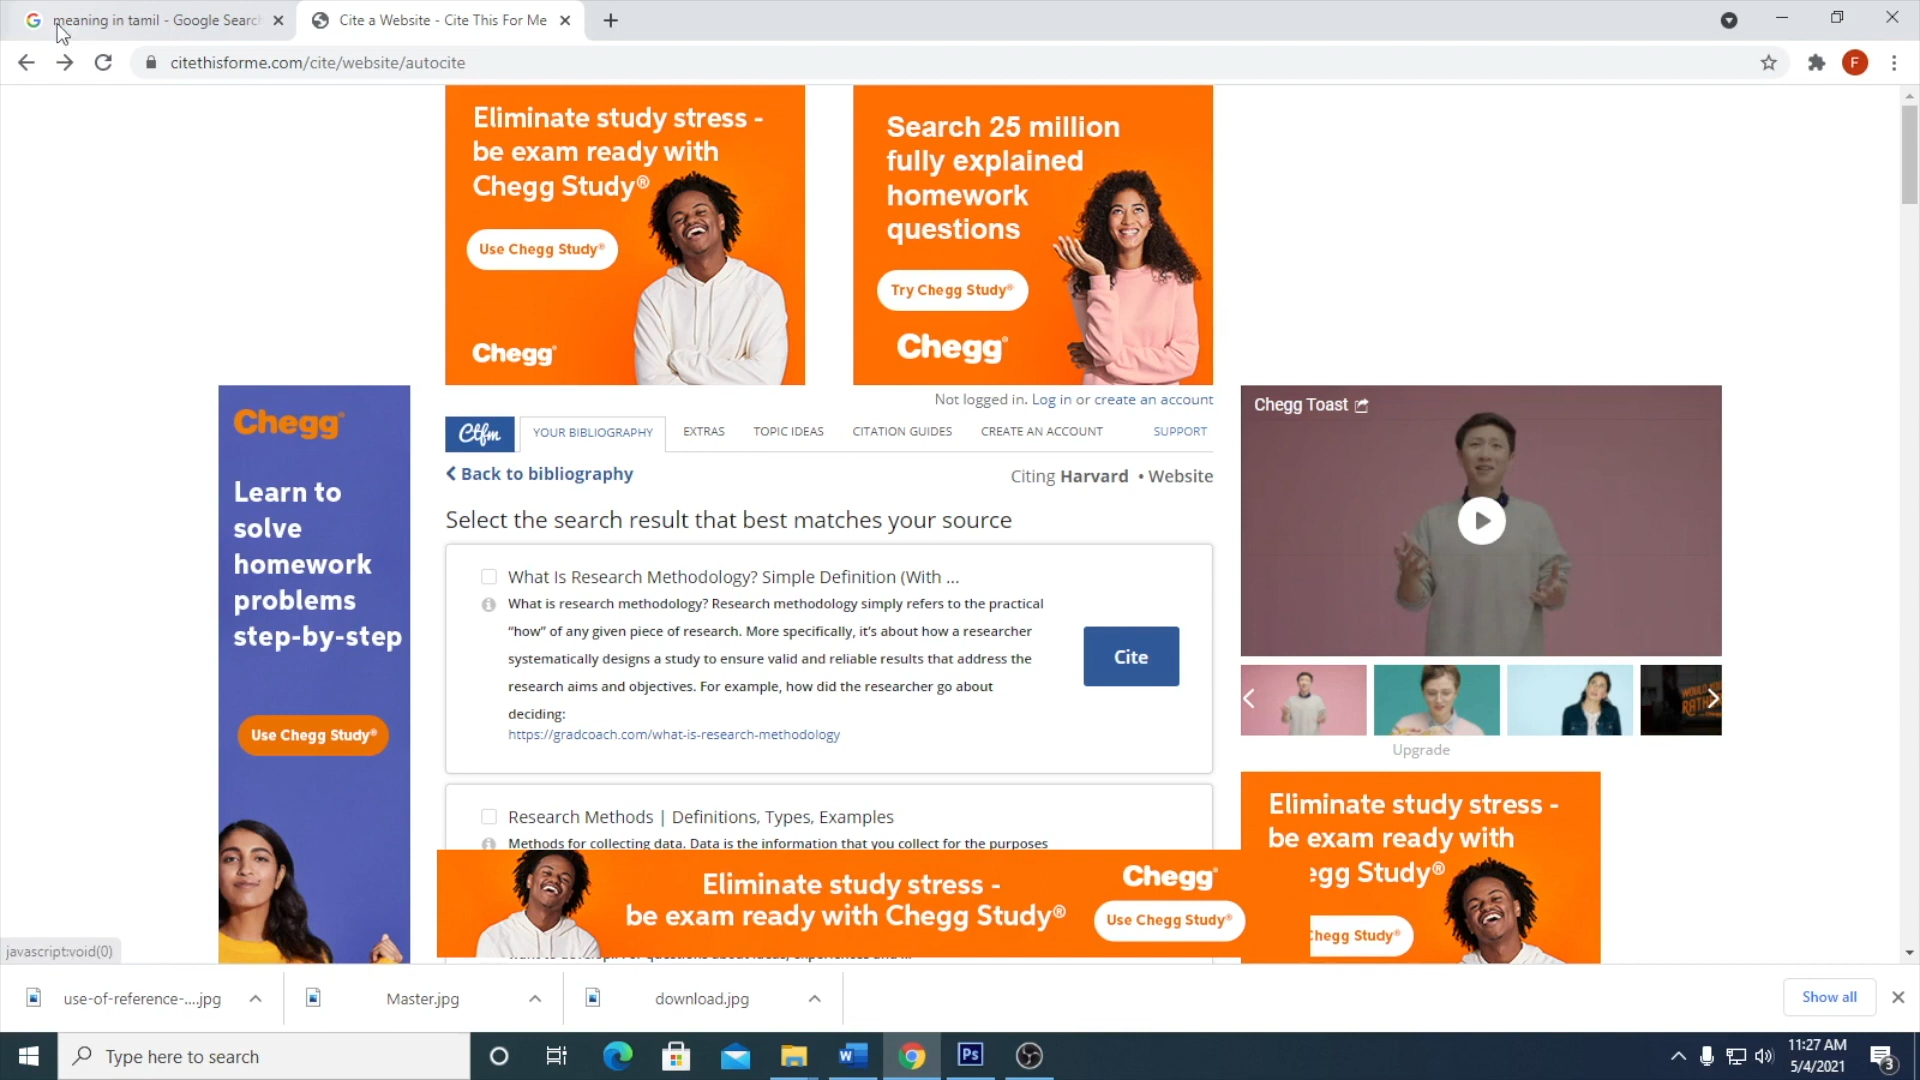 meaning in tamil - Google Search
Cite a Website - Cite This For Me
citethisforme.com/cite/website/autocite
F
Eliminate study stress -
be exam ready with
Chegg Study®
Use Chegg Study®
Chegg®
Search 25 million
fully explained
homework
questions
Try Chegg Study®
Chegg®
Not logged in. Log in or create an account
Ctfm
YOUR BIBLIOGRAPHY
EXTRAS
TOPIC IDEAS
CITATION GUIDES
CREATE AN ACCOUNT
SUPPORT
Back to bibliography
Citing Harvard • Website
Select the search result that best matches your source
What Is Research Methodology? Simple Definition (With ...
What is research methodology? Research methodology simply refers to the practical
“how” of any given piece of research. More specifically, it’s about how a researcher
systematically designs a study to ensure valid and reliable results that address the
research aims and objectives. For example, how did the researcher go about
deciding:
https://gradcoach.com/what-is-research-methodology
Cite
Research Methods | Definitions, Types, Examples
Methods for collecting data. Data is the information that you collect for the purposes
Chegg®
Learn to
solve
homework
problems
step-by-step
Use Chegg Study®
Chegg Toast
WOULD YOU
RATH
Upgrade
Eliminate study stress -
be exam ready with
egg Study®
Chegg Study®
Eliminate study stress -
be exam ready with Chegg Study®
Chegg®
Use Chegg Study®
javascript:void(0)
use-of-reference-....jpg
Master.jpg
download.jpg
Show all
Type here to search
W
Ps
11:27 AM
5/4/2021
3